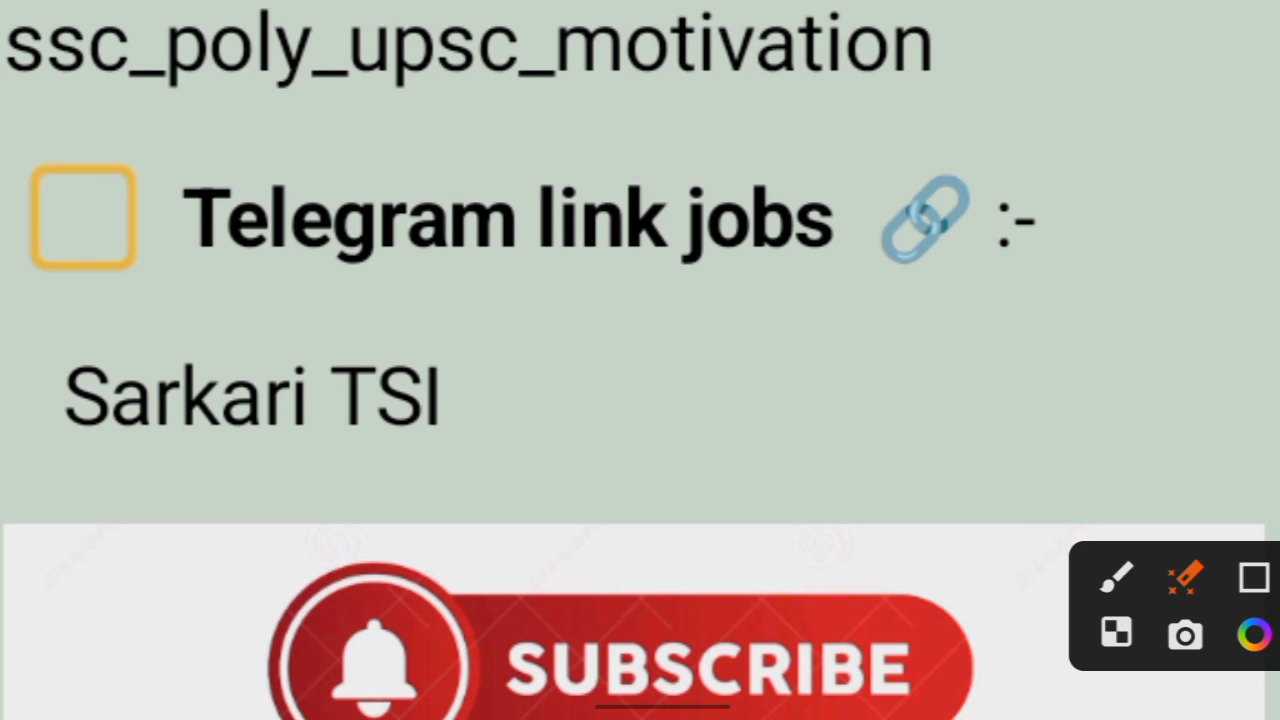 ssc_poly_upsc_motivation
Telegram link jobs 🔗 :-
Sarkari TSI
SUBSCRIBE